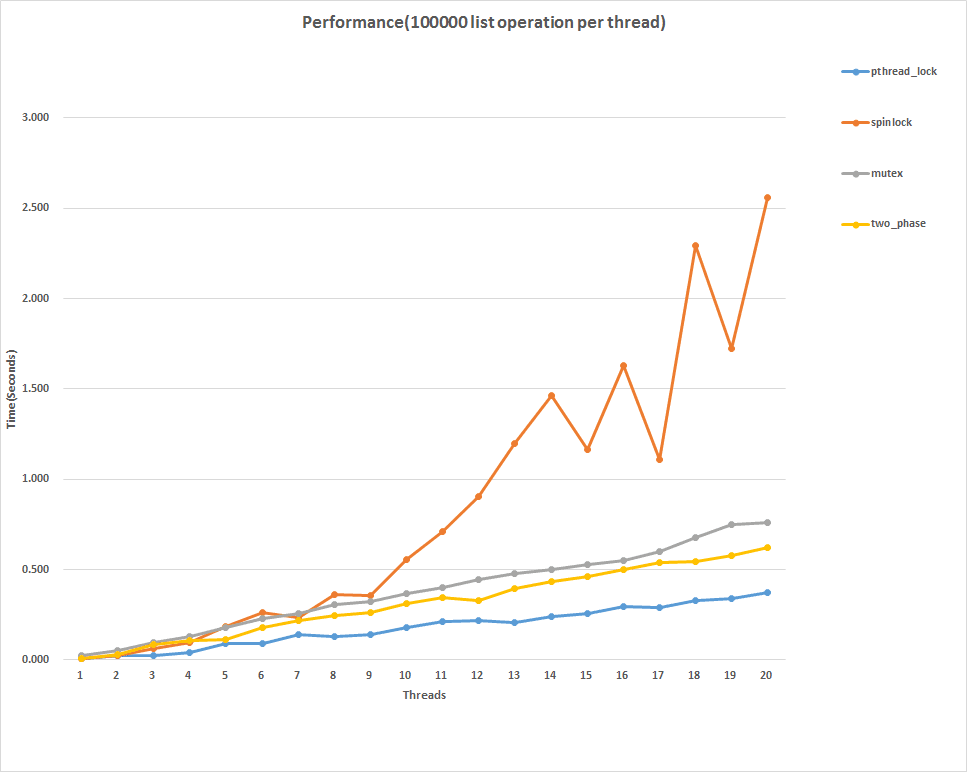 Performance(100000 list operation per thread)
pthread_lock
spinlock
mutex
two_phase
3.000
2.500
2.000
1.500
1.000
0.500
0.000
Time(Seconds)
1 2 3 4 5 6 7 8 9 10 11 12 13 14 15 16 17 18 19 20
Threads